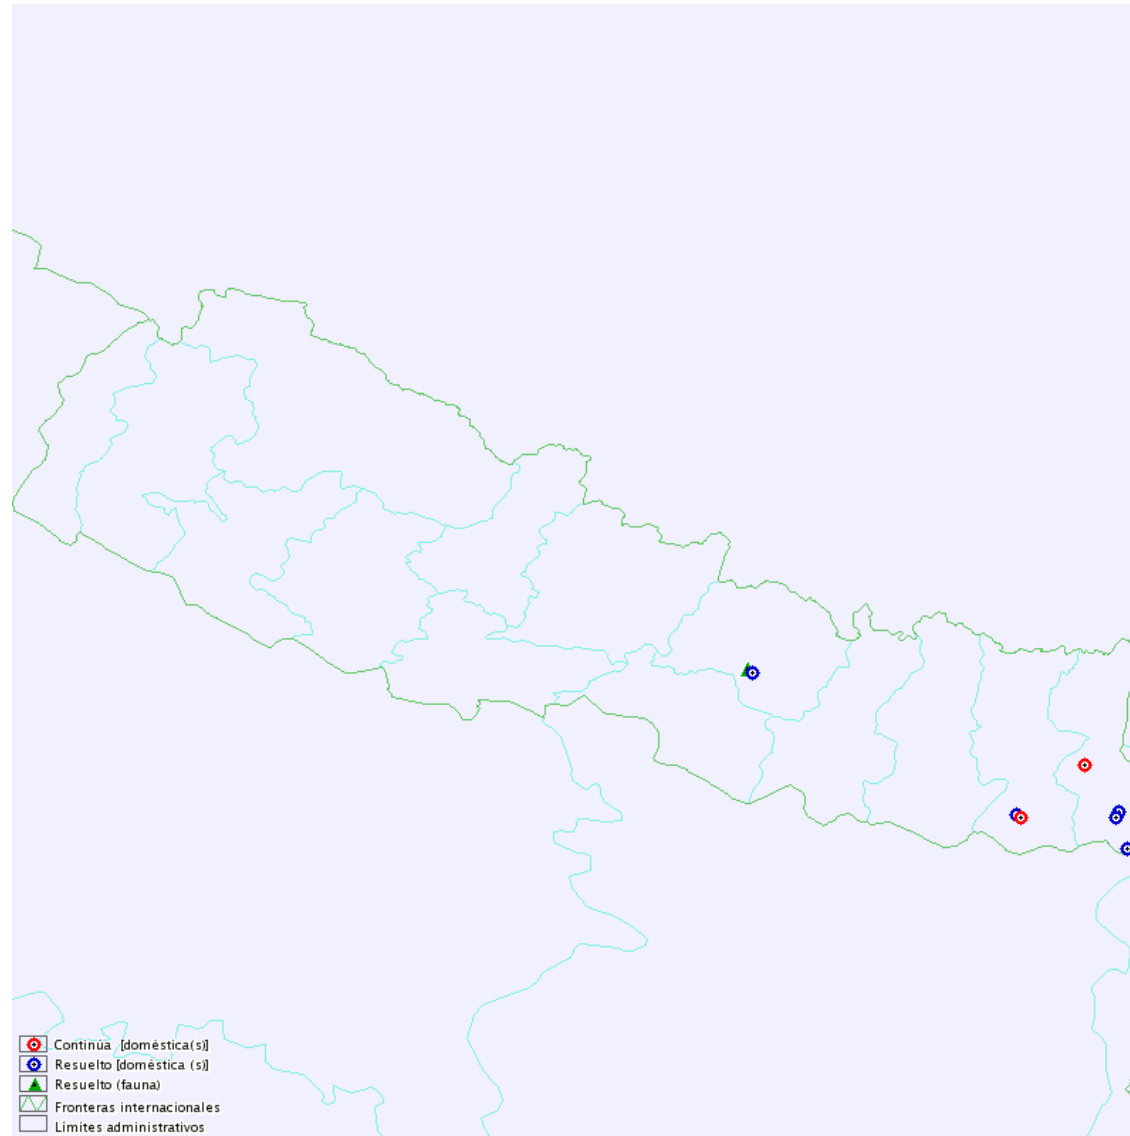 Continúa [doméstica(s)]
Resuelto [doméstica (s)]
Resuelto (fauna)
Fronteras internacionales
Límites administrativos